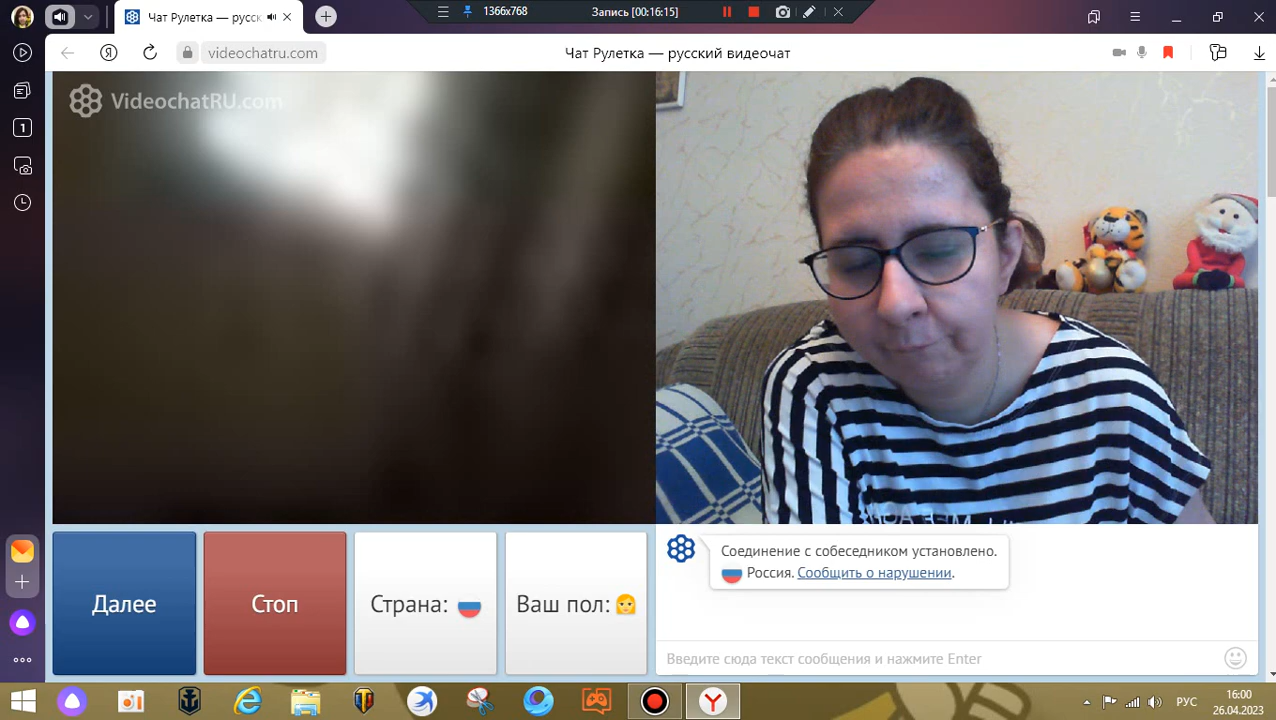 Чат Рулетка — русск
1366x768
Запись [00:16:15]
Я
videochatru.com
Чат Рулетка — русский видеочат
1
VideochatRU.com
Соединение с собеседником установлено.
Россия. Сообщить о нарушении.
Далее
Стоп
Страна:
Ваш пол:
Введите сюда текст сообщения и нажмите Enter
РУС
16:00
26.04.2023